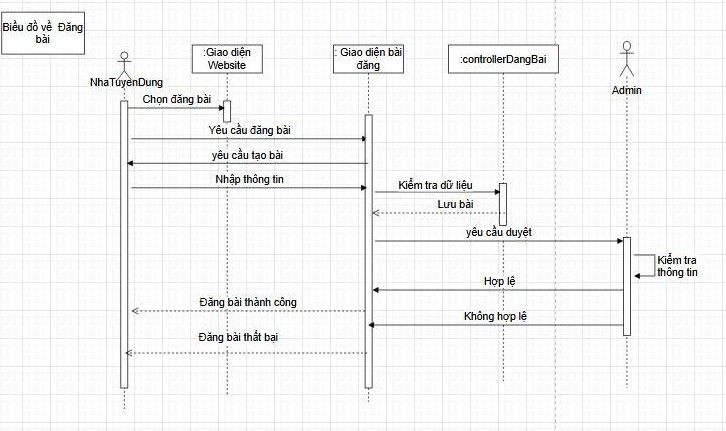 Biểu đồ về Đăng
bài
:Giao diện
Website
: Giao diện bài
đăng
:controllerDangBai
NhaTuyenDung
Admin
Chọn đăng bài
Yêu cầu đăng bài
yêu cầu tạo bài
Nhập thông tin
Kiểm tra dữ liệu
Lưu bài
yêu cầu duyệt
Kiểm tra
thông tin
Hợp lệ
Đăng bài thành công
Không hợp lệ
Đăng bài thất bại